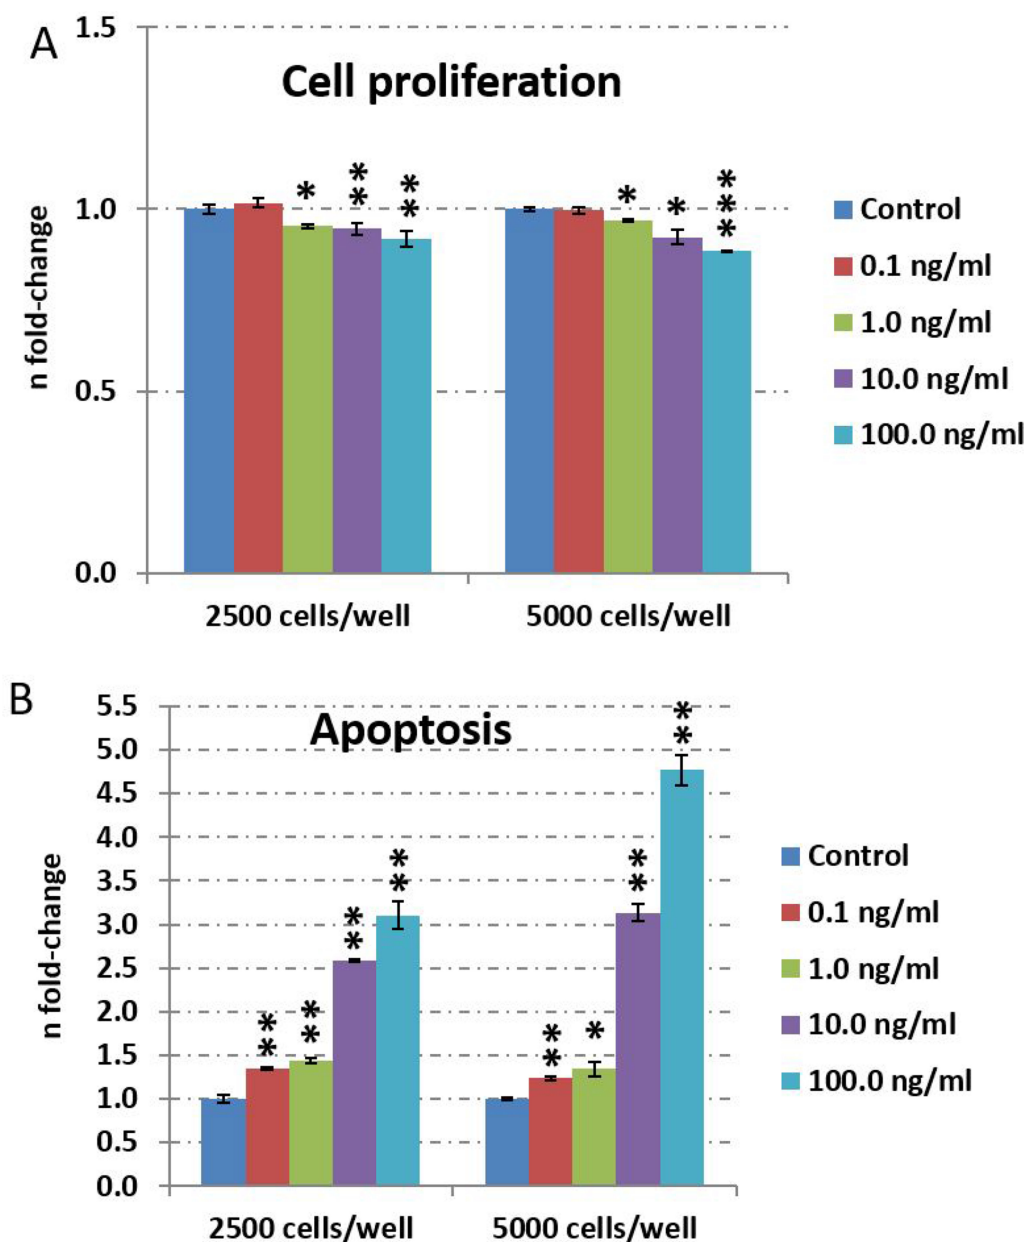 A
Cell proliferation
n fold-change
1.5
1.0
0.5
0.0
*
**
**
*
*
***
2500 cells/well
5000 cells/well
Control
0.1 ng/ml
1.0 ng/ml
10.0 ng/ml
100.0 ng/ml
B
Apoptosis
n fold-change
5.5
5.0
4.5
4.0
3.5
3.0
2.5
2.0
1.5
1.0
0.5
0.0
**
**
**
**
**
*
**
**
2500 cells/well
5000 cells/well
Control
0.1 ng/ml
1.0 ng/ml
10.0 ng/ml
100.0 ng/ml